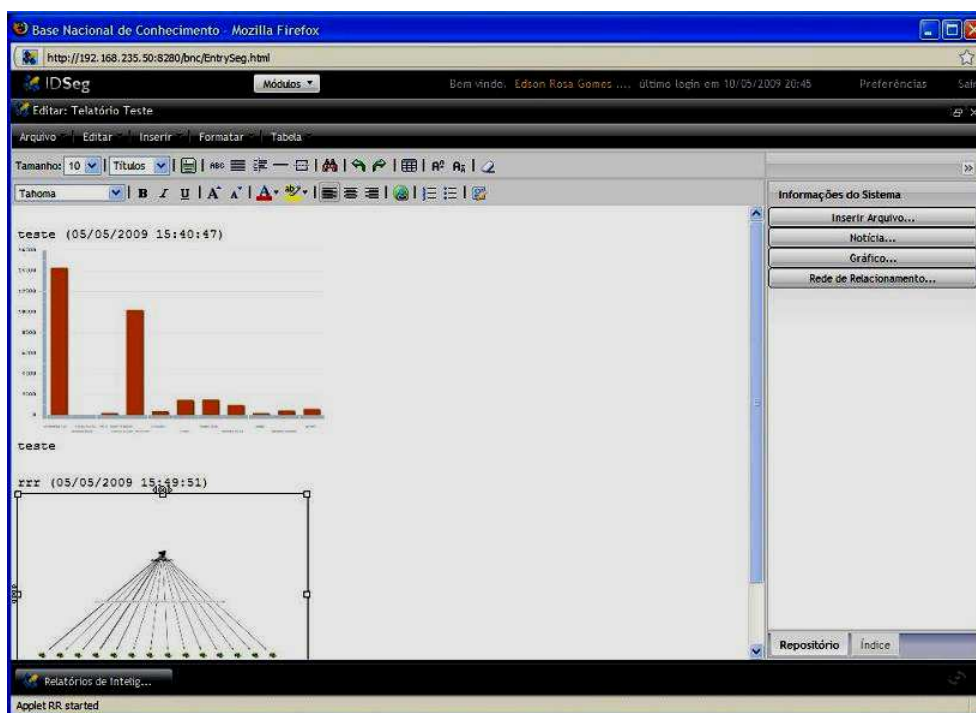 Base Nacional de Conhecimento - Mozilla Firefox
http://192.168.235.50:8280/bnc/EntrySeg.html
IDSeg Módulos Bem vindo, Edson Rosa Gomes .... último login em 10/05/2009 20:45 Preferências Sair
Editar: Telatório Teste
Arquivo Editar Inserir Formatar Tabela
Tamanho: 10 Títulos ABC
Tahoma B I U A A A ab
Informações do Sistema
Inserir Arquivo...
Notícia...
Gráfico...
Rede de Relacionamento...
teste (05/05/2009 15:40:47)
teste
rrr (05/05/2009 15:49:51)
Repositório Índice
Relatórios de Intelig...
Applet RR started